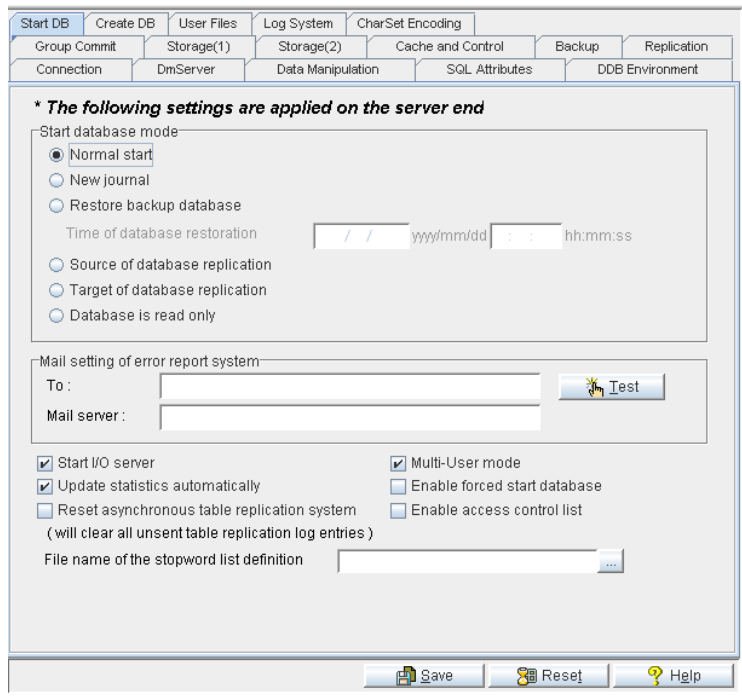 Start DB Create DB User Files Log System CharSet Encoding
Group Commit Storage(1) Storage(2) Cache and Control Backup Replication
Connection DmServer Data Manipulation SQL Attributes DDB Environment
* The following settings are applied on the server end
Start database mode
Normal start
New journal
Restore backup database
Time of database restoration / / yyyy/mm/dd : : hh:mm:ss
Source of database replication
Target of database replication
Database is read only
Mail setting of error report system
To : Test
Mail server :
Start I/O server Multi-User mode
Update statistics automatically Enable forced start database
Reset asynchronous table replication system Enable access control list
( will clear all unsent table replication log entries )
File name of the stopword list definition ...
Save Reset Help